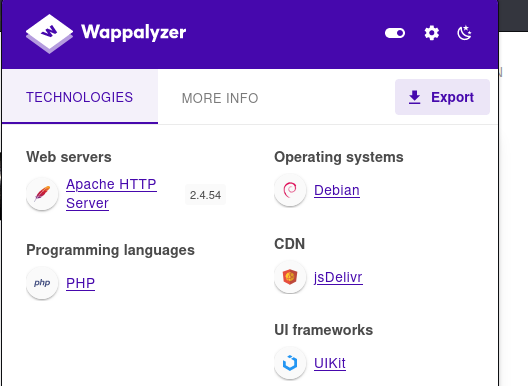 Wappalyzer
TECHNOLOGIES
MORE INFO
Export
Web servers
Apache HTTP
Server
2.4.54
Programming languages
php
PHP
Operating systems
Debian
CDN
jsDelivr
UI frameworks
UIKit